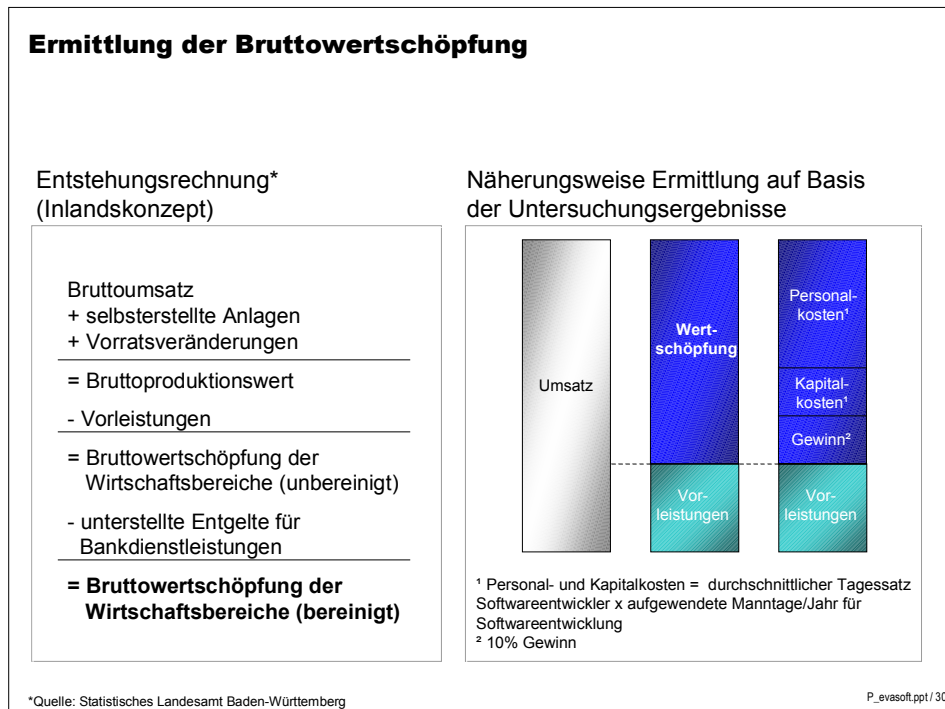 Ermittlung der Bruttowertschöpfung
Entstehungsrechnung*
(Inlandskonzept)
Bruttoumsatz
+ selbsterstellte Anlagen
+ Vorratsveränderungen
= Bruttoproduktionswert
- Vorleistungen
= Bruttowertschöpfung der
Wirtschaftsbereiche (unbereinigt)
- unterstellte Entgelte für
Bankdienstleistungen
= Bruttowertschöpfung der
Wirtschaftsbereiche (bereinigt)
Näherungsweise Ermittlung auf Basis
der Untersuchungsergebnisse
Umsatz
Wert-
schöpfung
Vor-
leistungen
Personal-
kosten¹
Kapital-
kosten¹
Gewinn²
Vor-
leistungen
¹ Personal- und Kapitalkosten = durchschnittlicher Tagessatz
Softwareentwickler x aufgewendete Manntage/Jahr für
Softwareentwicklung
² 10% Gewinn
*Quelle: Statistisches Landesamt Baden-Württemberg
P_evasoft.ppt / 30